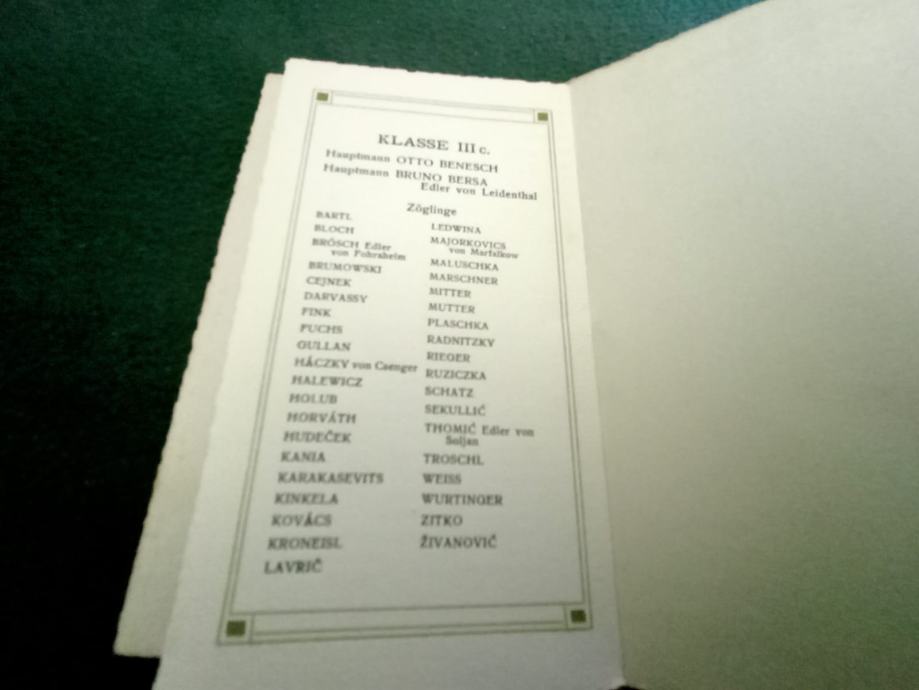 KLASSE III c.
Hauptmann OTTO BENESCH
Hauptmann BRUNO BERSA
Edler von Leidenthal
Zöglinge
BARTL
BLOCH
BRÖSCH Edler
von Fohraheim
BRUMOWSKI
CEJNEK
DARVASSY
FINK
FUCHS
GULLAN
HÁCZKY von Csenger
HALEWICZ
HOLUB
HORVÁTH
HUDEČEK
KANIA
KARAKASEVITS
KINKELA
KOVÁCS
KRONEISL
LAVRIČ
LEDWINA
MAJORKOVICS
von Marfalkow
MALUSCHKA
MARSCHNER
MITTER
MUTTER
PLASCHKA
RADNITZKY
RIEGER
RUZICZKA
SCHATZ
SEKULLIĆ
THOMIĆ Edler von
Soljan
TROSCHL
WEISS
WURTINGER
ZITKO
ŽIVANOVIČ